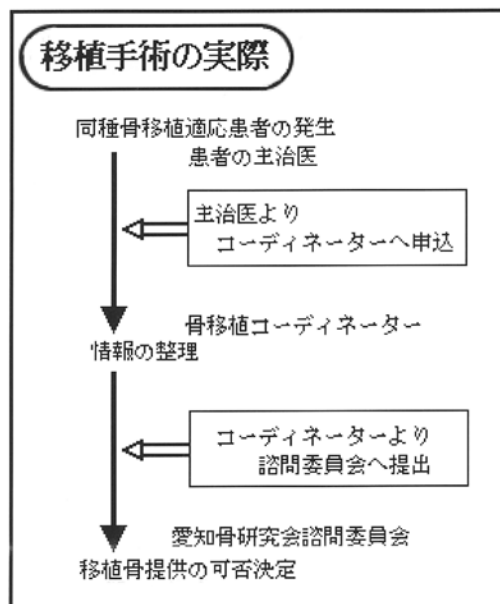 移植手術の実際
同種骨移植適応患者の発生
患者の主治医
主治医より
コーディネーターへ申込
骨移植コーディネーター
情報の整理
コーディネーターより
諮問委員会へ提出
愛知骨研究会諮問委員会
移植骨提供の可否決定